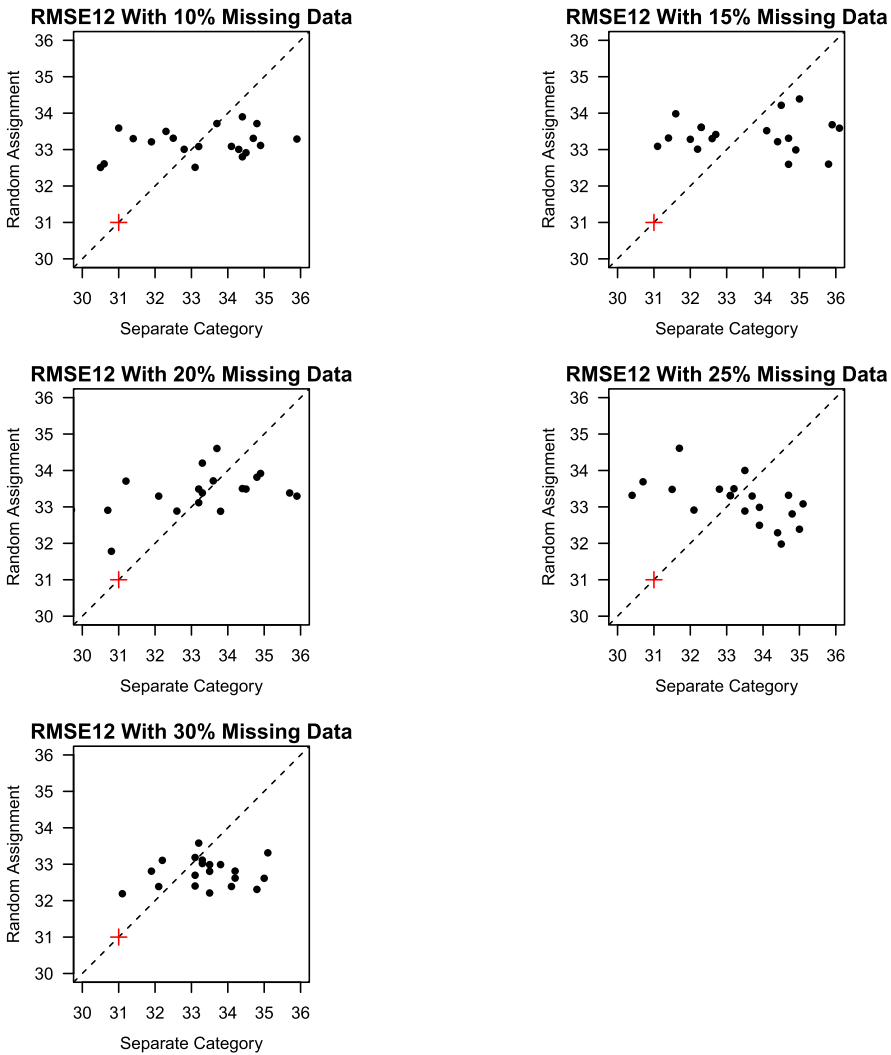 RMSE12 With 10% Missing Data
36
35
34
33
32
31
30
Random Assignment
30 31 32 33 34 35 36
Separate Category
RMSE12 With 15% Missing Data
36
35
34
33
32
31
30
Random Assignment
30 31 32 33 34 35 36
Separate Category
RMSE12 With 20% Missing Data
36
35
34
33
32
31
30
Random Assignment
30 31 32 33 34 35 36
Separate Category
RMSE12 With 25% Missing Data
36
35
34
33
32
31
30
Random Assignment
30 31 32 33 34 35 36
Separate Category
RMSE12 With 30% Missing Data
36
35
34
33
32
31
30
Random Assignment
30 31 32 33 34 35 36
Separate Category